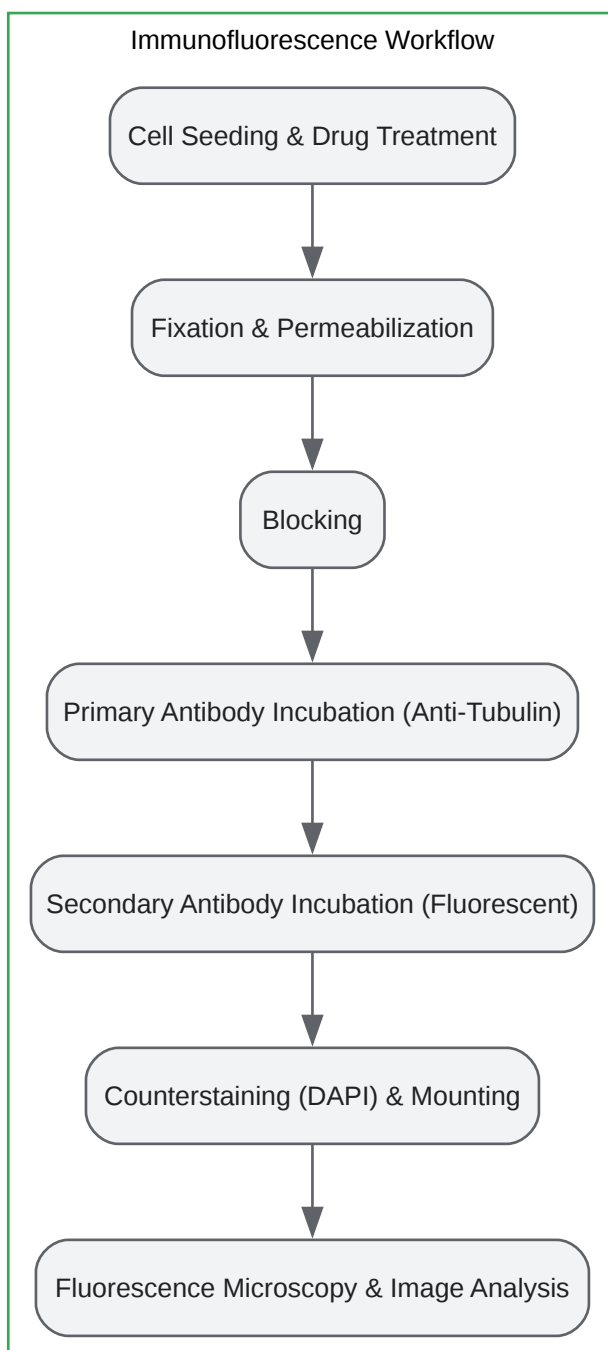 Immunofluorescence Workflow
Cell Seeding & Drug Treatment
Fixation & Permeabilization
Blocking
Primary Antibody Incubation (Anti-Tubulin)
Secondary Antibody Incubation (Fluorescent)
Counterstaining (DAPI) & Mounting
Fluorescence Microscopy & Image Analysis